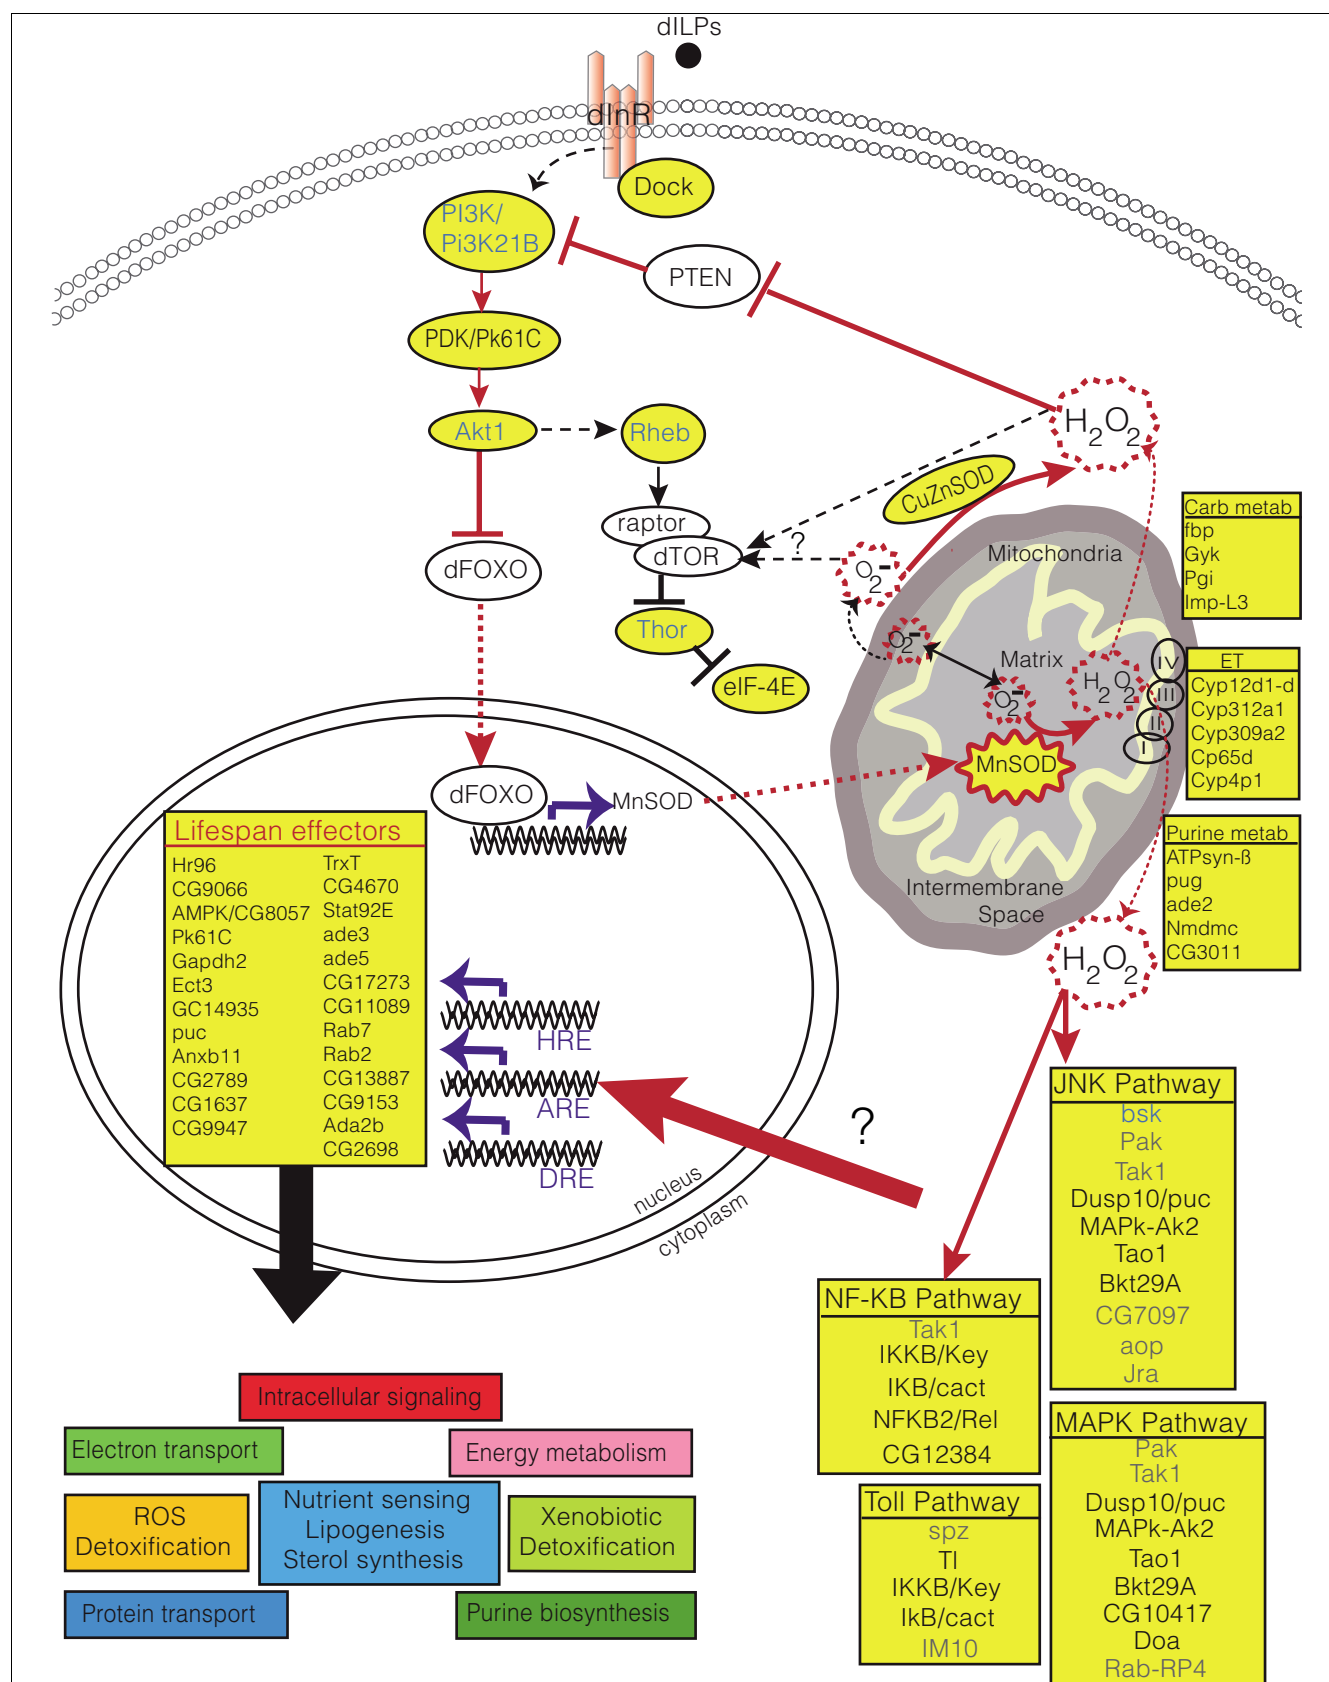 dILPs
dInR
Dock
PI3K/
Pi3K21B
PTEN
PDK/Pk61C
Akt1
Rheb
H2O2
CuZnSOD
raptor
dTOR
?
O2-
dFOXO
Thor
eIF-4E
Mitochondria
O2-
Matrix
O2-
H2O2
MnSOD
IV
III
II
I
Intermembrane
Space
Carb metab
fbp
Gyk
Pgi
Imp-L3
ET
Cyp12d1-d
Cyp312a1
Cyp309a2
Cp65d
Cyp4p1
Purine metab
ATPsyn-ß
pug
ade2
Nmdmc
CG3011
H2O2
dFOXO
MnSOD
Lifespan effectors
Hr96
CG9066
AMPK/CG8057
Pk61C
Gapdh2
Ect3
GC14935
puc
Anxb11
CG2789
CG1637
CG9947
TrxT
CG4670
Stat92E
ade3
ade5
CG17273
CG11089
Rab7
Rab2
CG13887
CG9153
Ada2b
CG2698
HRE
ARE
DRE
nucleus
cytoplasm
?
JNK Pathway
bsk
Pak
Tak1
Dusp10/puc
MAPk-Ak2
Tao1
Bkt29A
CG7097
aop
Jra
NF-KB Pathway
Tak1
IKKB/Key
IKB/cact
NFKB2/Rel
CG12384
MAPK Pathway
Pak
Tak1
Dusp10/puc
MAPk-Ak2
Tao1
Bkt29A
CG10417
Doa
Rab-RP4
Toll Pathway
spz
Tl
IKKB/Key
IkB/cact
IM10
Intracellular signaling
Electron transport
Energy metabolism
ROS
Detoxification
Nutrient sensing
Lipogenesis
Sterol synthesis
Xenobiotic
Detoxification
Protein transport
Purine biosynthesis